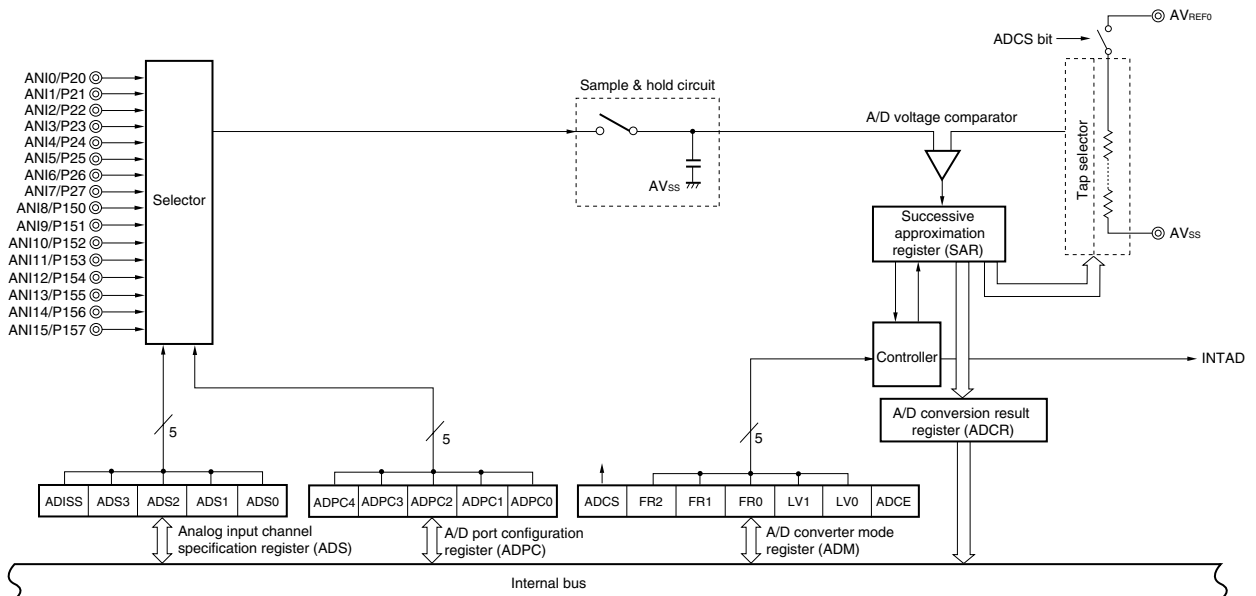 AVREF0
ADCS bit
ANI0/P20
ANI1/P21
ANI2/P22
ANI3/P23
ANI4/P24
ANI5/P25
ANI6/P26
ANI7/P27
ANI8/P150
ANI9/P151
ANI10/P152
ANI11/P153
ANI12/P154
ANI13/P155
ANI14/P156
ANI15/P157
Selector
Sample & hold circuit
AVSS
A/D voltage comparator
Tap selector
AVSS
Successive
approximation
register (SAR)
Controller
INTAD
A/D conversion result
register (ADCR)
5
5
5
ADISS ADS3 ADS2 ADS1 ADS0
ADPC4 ADPC3 ADPC2 ADPC1 ADPC0
ADCS FR2 FR1 FR0 LV1 LV0 ADCE
Analog input channel
specification register (ADS)
A/D port configuration
register (ADPC)
A/D converter mode
register (ADM)
Internal bus